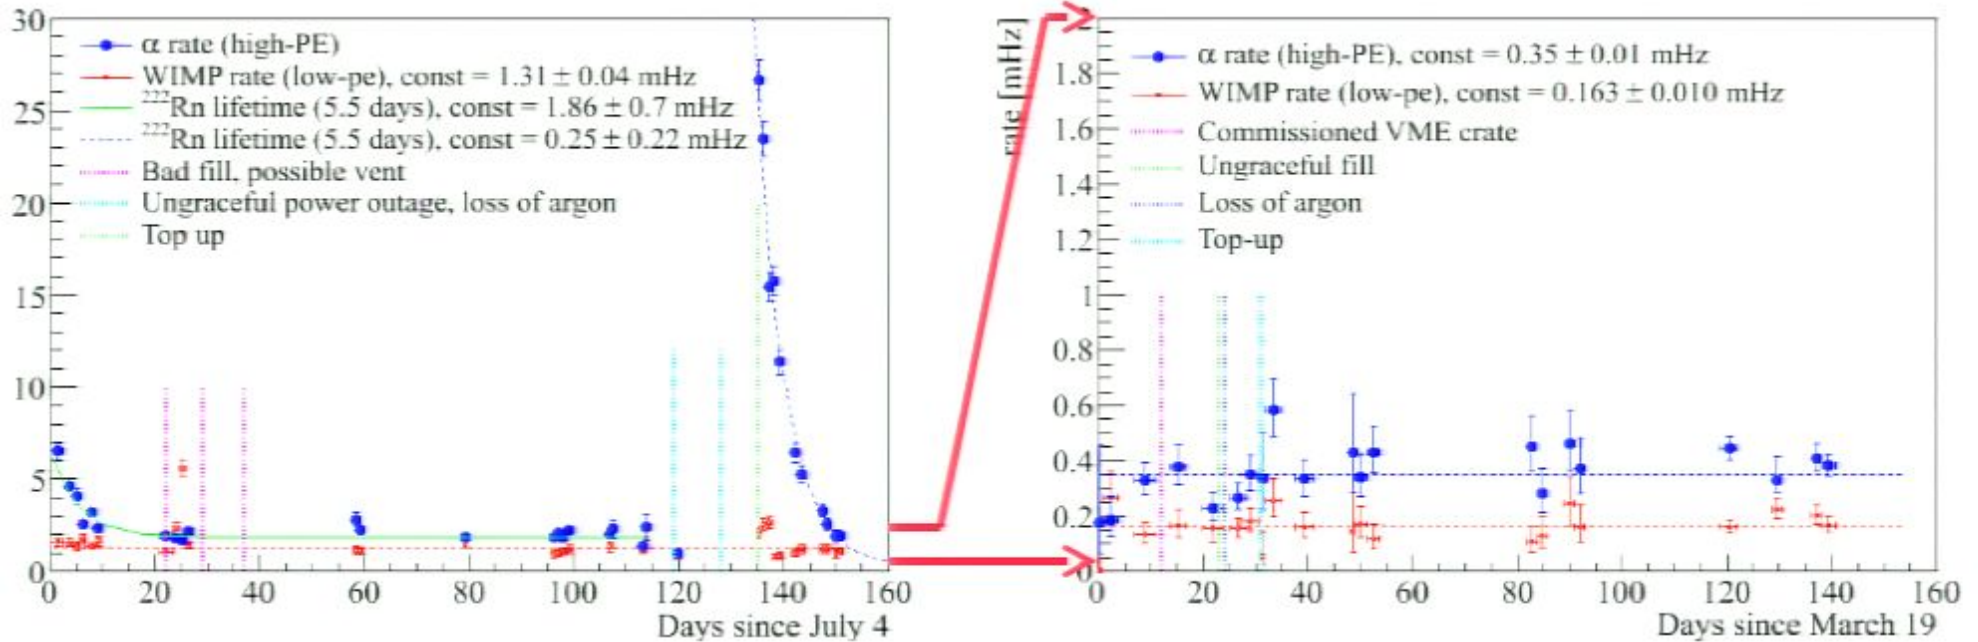 30
25
20
15
10
5
0
α rate (high-PE)
WIMP rate (low-pe), const = 1.31 ± 0.04 mHz
²²²Rn lifetime (5.5 days), const = 1.86 ± 0.7 mHz
²²²Rn lifetime (5.5 days), const = 0.25 ± 0.22 mHz
Bad fill, possible vent
Ungraceful power outage, loss of argon
Top up
0 20 40 60 80 100 120 140 160
Days since July 4
rate [mHz]
2
1.8
1.6
1.4
1.2
1
0.8
0.6
0.4
0.2
0
α rate (high-PE), const = 0.35 ± 0.01 mHz
WIMP rate (low-pe), const = 0.163 ± 0.010 mHz
Commissioned VME crate
Ungraceful fill
Loss of argon
Top-up
0 20 40 60 80 100 120 140 160
Days since March 19